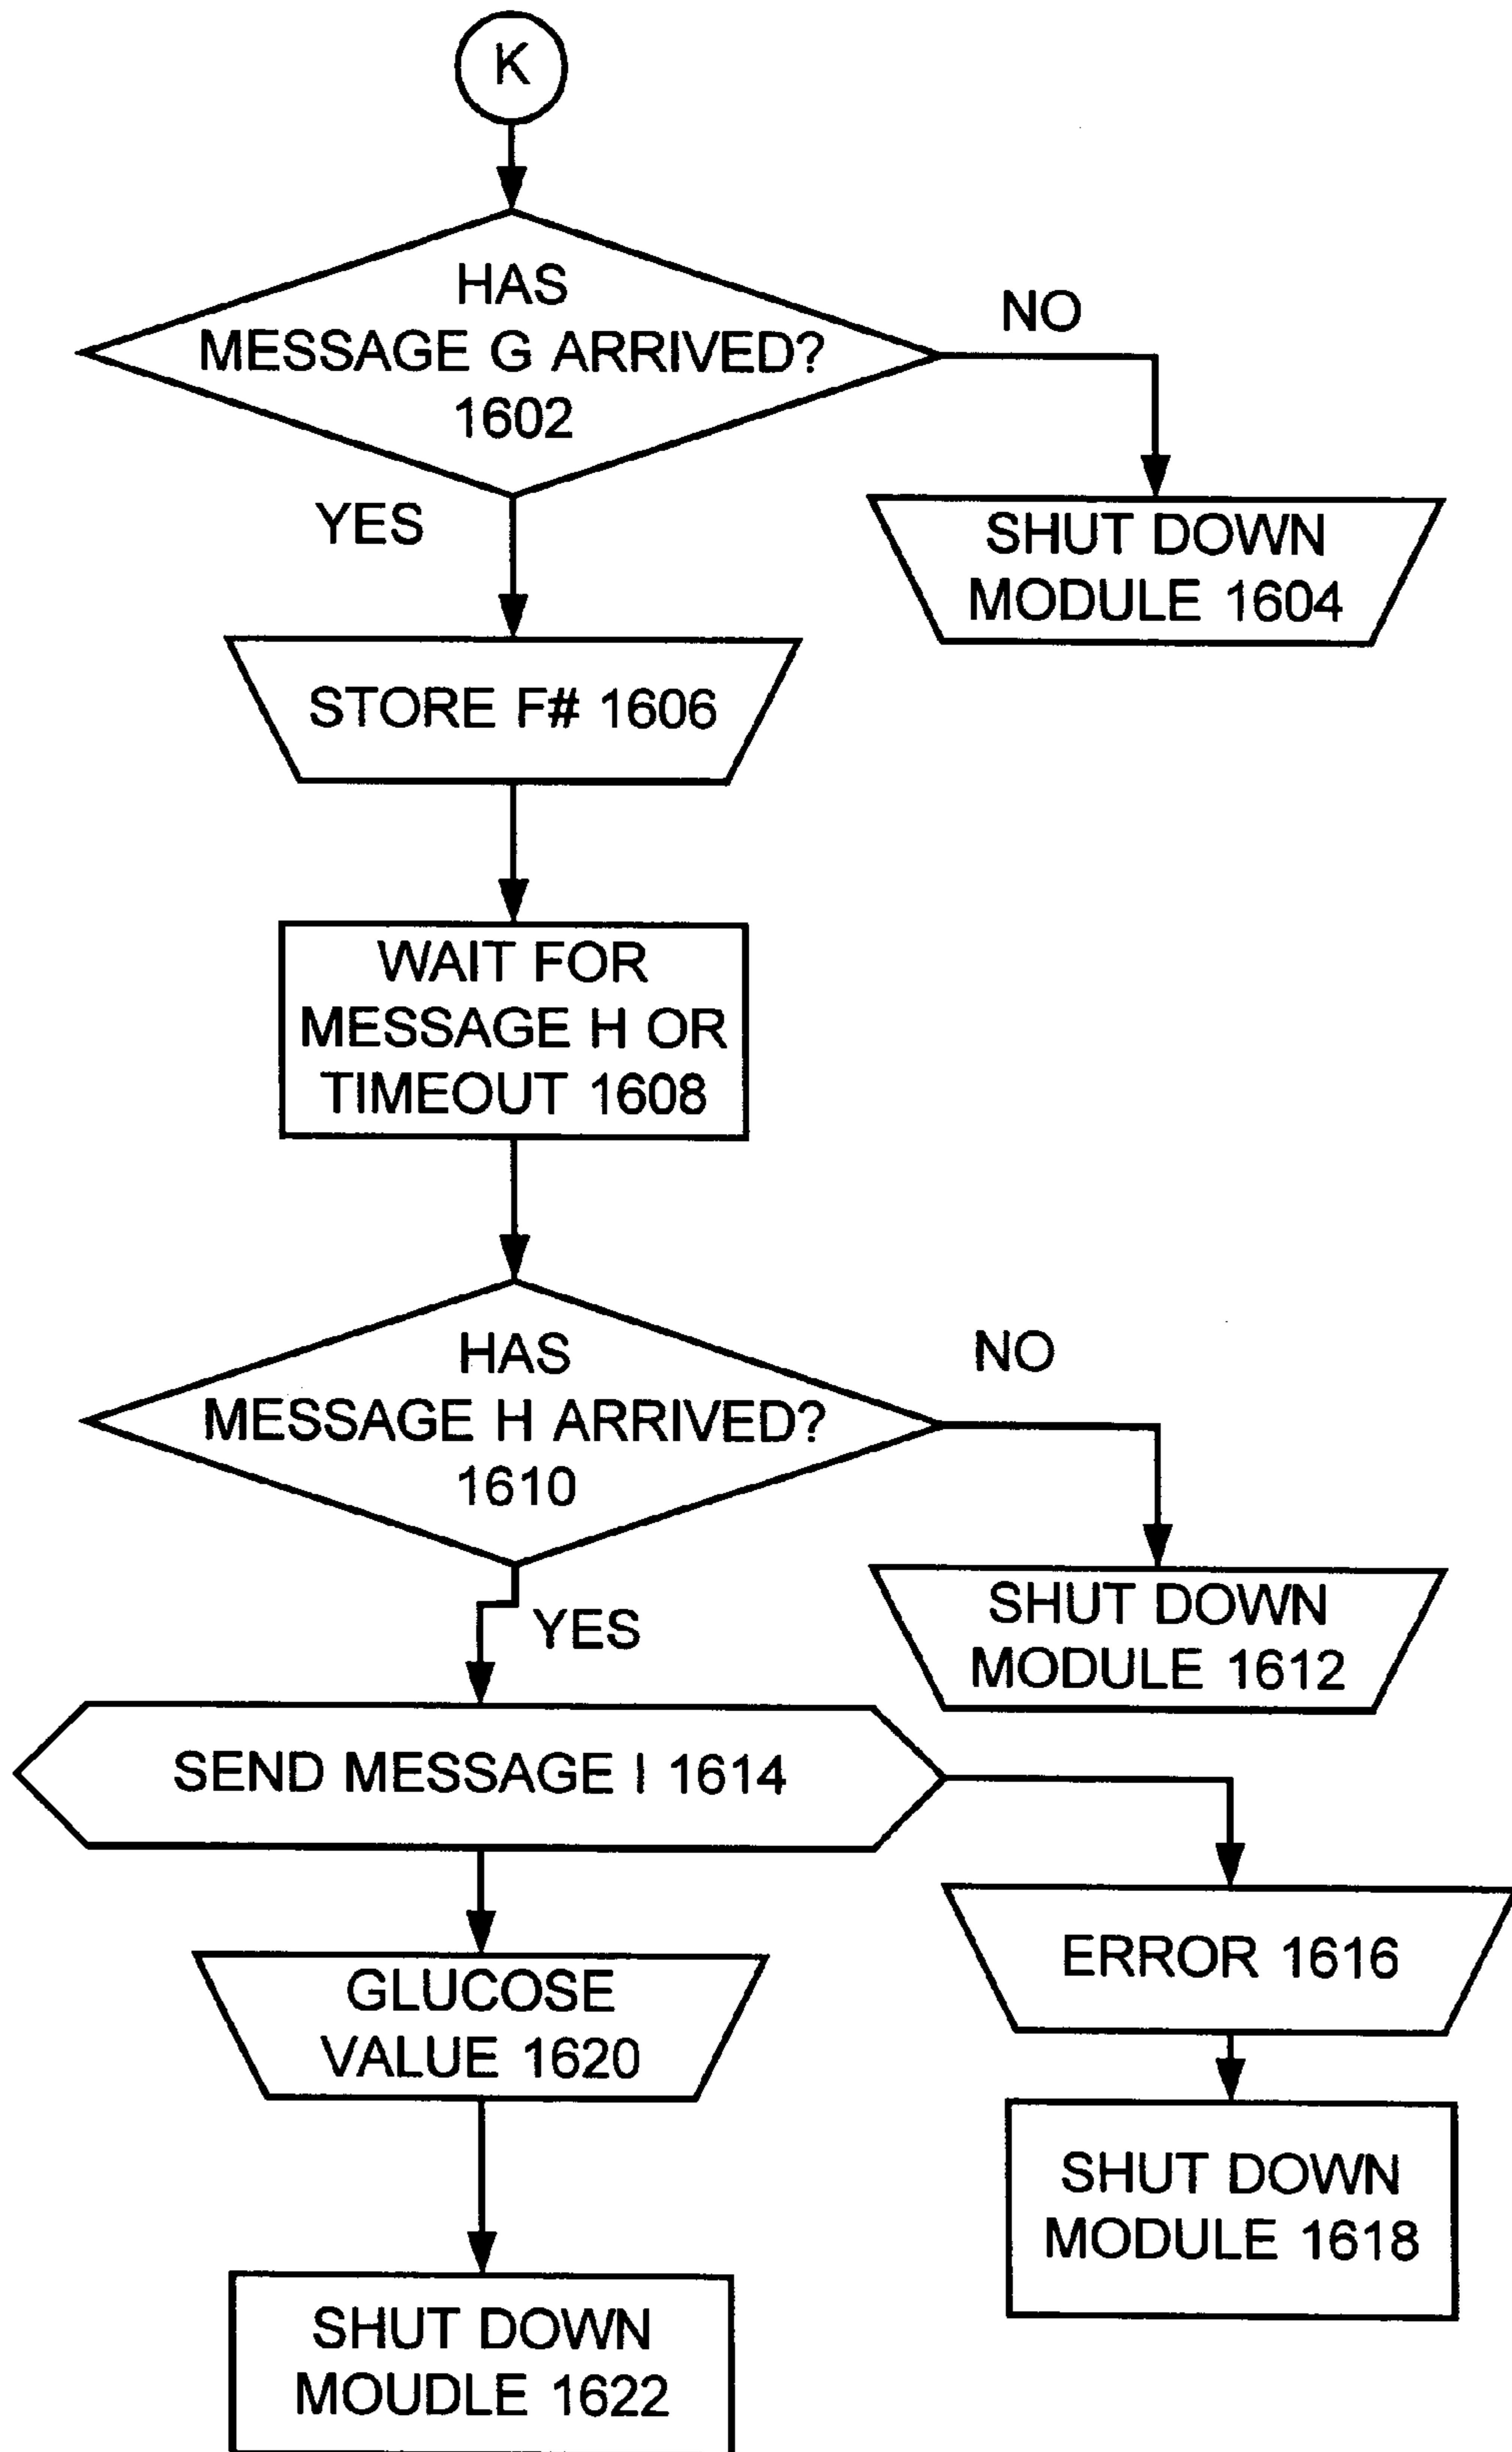 K
HAS
MESSAGE G ARRIVED?
1602
NO
YES
SHUT DOWN
MODULE 1604
STORE F# 1606
WAIT FOR
MESSAGE H OR
TIMEOUT 1608
HAS
MESSAGE H ARRIVED?
1610
NO
YES
SHUT DOWN
MODULE 1612
SEND MESSAGE I 1614
ERROR 1616
GLUCOSE
VALUE 1620
SHUT DOWN
MODULE 1618
SHUT DOWN
MOUDLE 1622